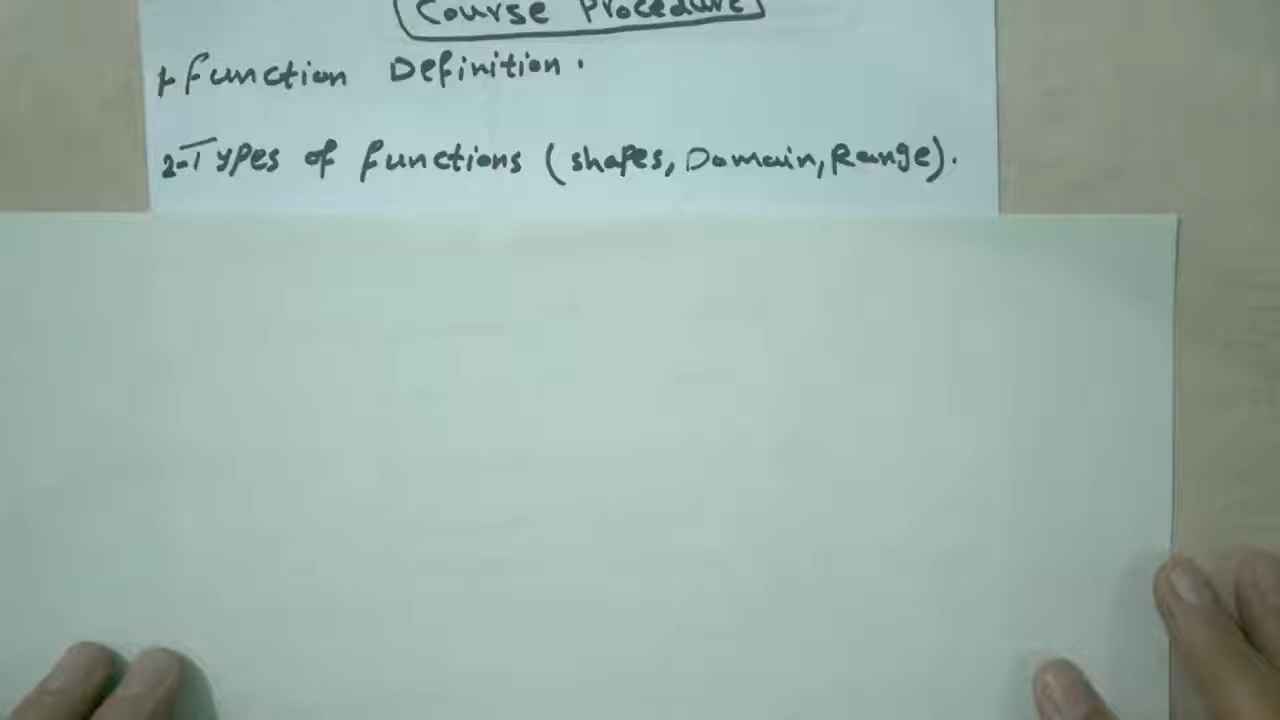 Course Procedure
1- Function Definition.
2- Types of functions (shapes, Domain, Range).